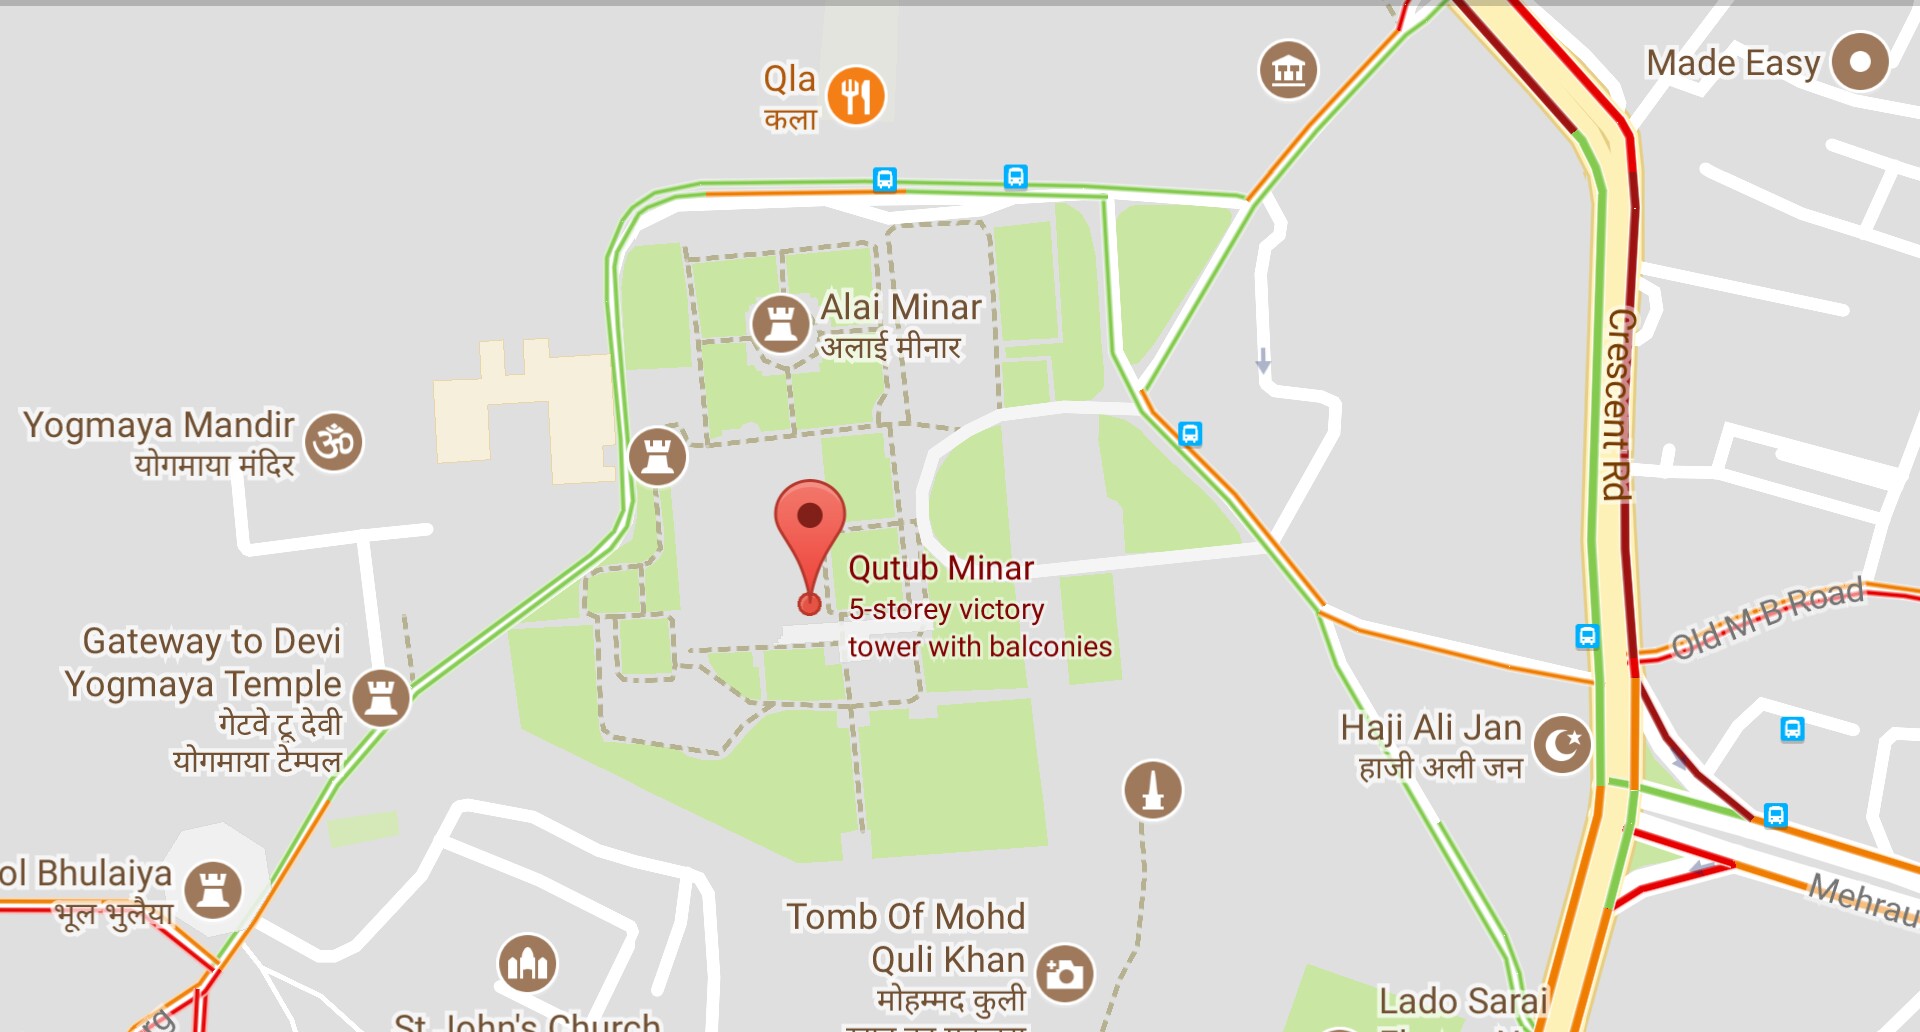 Qla
कला
Made Easy
Alai Minar
अलाई मीनार
Crescent Rd
Yogmaya Mandir
योगमाया मंदिर
Qutub Minar
5-storey victory
tower with balconies
Old M B Road
Gateway to Devi
Yogmaya Temple
गेटवे टू देवी
योगमाया टेम्पल
Haji Ali Jan
हाजी अली जन
ol Bhulaiya
भूल भुलैया
Mehrau
Tomb Of Mohd
Quli Khan
मोहम्मद कुली
Lado Sarai
St. John's Church
rg